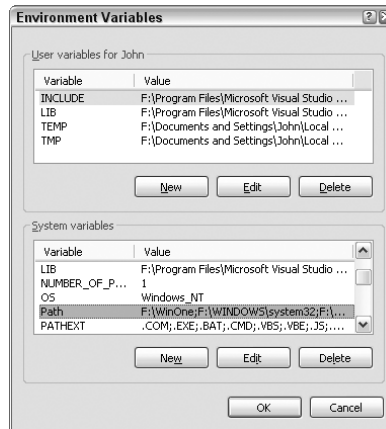 Environment Variables
User variables for John
Variable Value
INCLUDE F:\Program Files\Microsoft Visual Studio ...
LIB F:\Program Files\Microsoft Visual Studio ...
TEMP F:\Documents and Settings\John\Local ...
TMP F:\Documents and Settings\John\Local ...
New Edit Delete
System variables
Variable Value
LIB F:\Program Files\Microsoft Visual Studio ...
NUMBER_OF_P... 1
OS Windows_NT
Path F:\WinOne;F:\WINDOWS\system32;F:\...
PATHEXT .COM;.EXE;.BAT;.CMD;.VBS;.VBE;.JS;....
New Edit Delete
OK Cancel